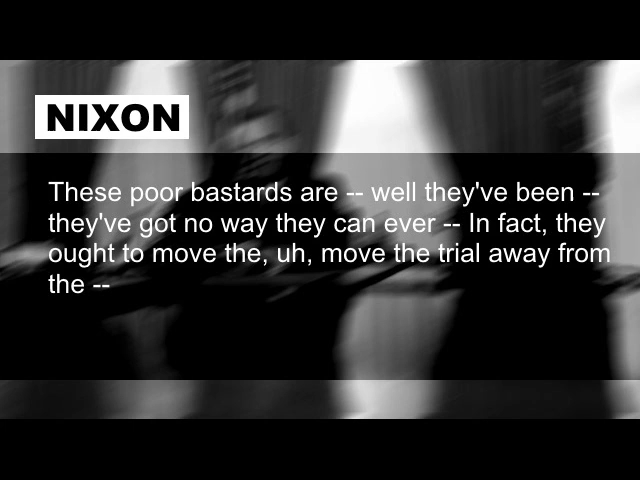 NIXON
These poor bastards are -- well they've been --
they've got no way they can ever -- In fact, they
ought to move the, uh, move the trial away from
the --